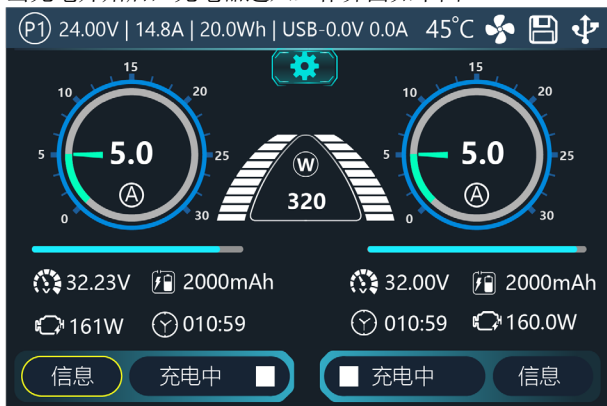 P1 24.00V | 14.8A | 20.0Wh | USB-0.0V 0.0A 45°C
15 15
10 20 10 20
5 5.0 25 5 5.0 25
W
A 320 A
0 30 0 30
32.23V 2000mAh 32.00V 2000mAh
161W 010:59 010:59 160.0W
信息 充电中 充电中 信息